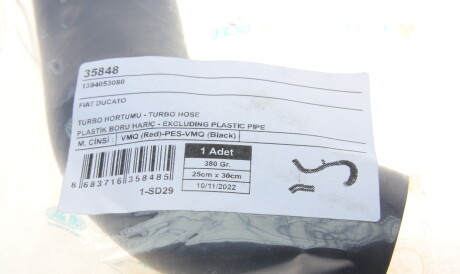 35848
1394053080
FIAT DUCATO
TURBO HORTUMU - TURBO HOSE
PLASTİK BORU HARİÇ - EXCLUDING PLASTIC PIPE
M. CİNSİ : VMQ (Red)-PES-VMQ (Black)
1 Adet
380 Gr.
25cm x 30cm
10/11/2022
8 683716 358485
1-SD29